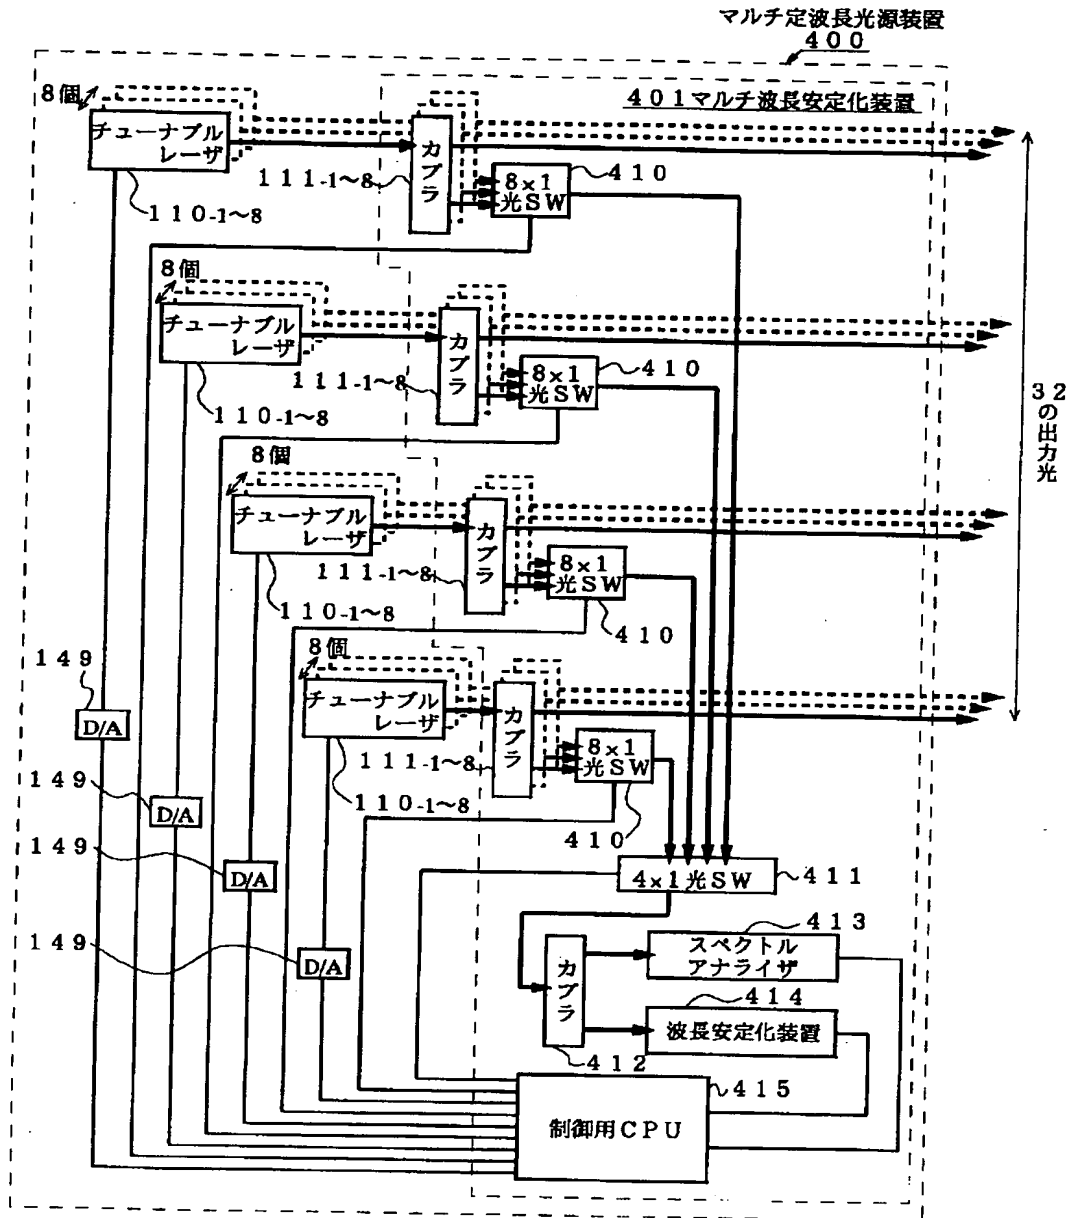 マルチ定波長光源装置
400
401マルチ波長安定化装置
8個
チューナブル
レーザ
カプラ
111-1~8
110-1~8
8×1
光SW
410
8個
チューナブル
レーザ
カプラ
111-1~8
110-1~8
8×1
光SW
410
32の出力光
8個
チューナブル
レーザ
カプラ
111-1~8
110-1~8
8×1
光SW
410
8個
チューナブル
レーザ
カプラ
111-1~8
110-1~8
8×1
光SW
410
149
D/A
149
D/A
149
D/A
149
D/A
4×1光SW
411
413
スペクトル
アナライザ
カプラ
412
414
波長安定化装置
415
制御用CPU